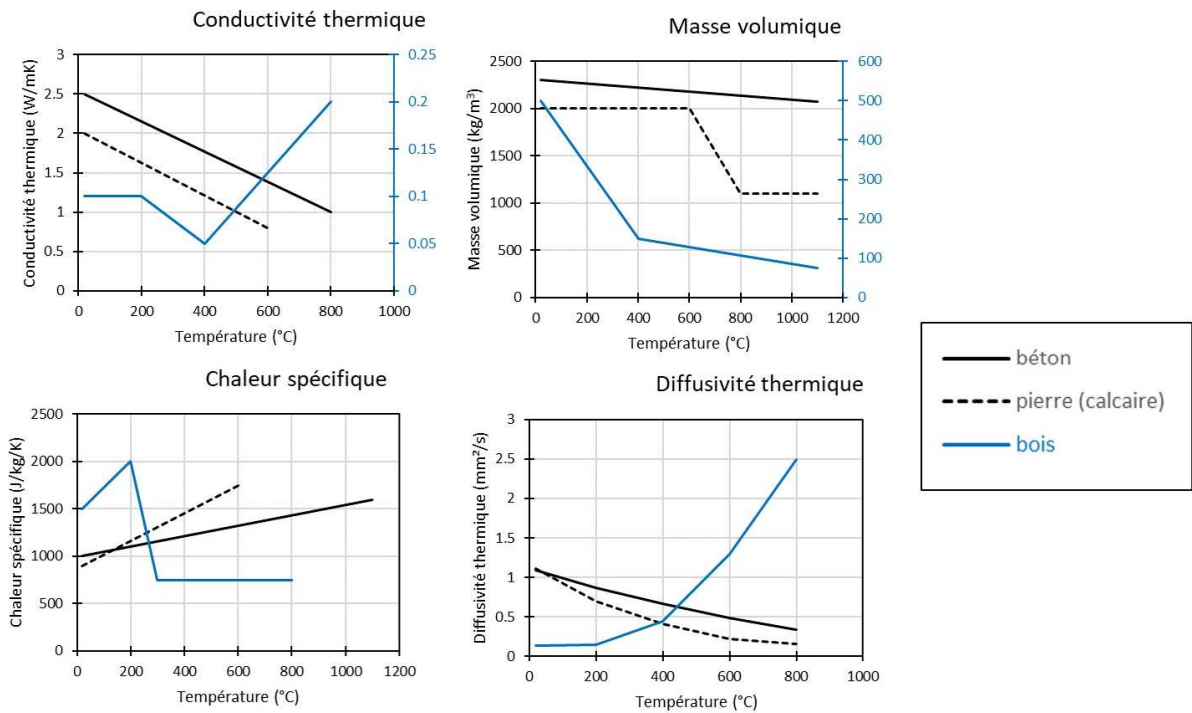 Conductivité thermique
Conductivité thermique (W/mK)
3
2.5
2
1.5
1
0.5
0
0.25
0.2
0.15
0.1
0.05
0
0 200 400 600 800 1000
Température (°C)
Masse volumique
Masse volumique (kg/m³)
2500
2000
1500
1000
500
0
600
500
400
300
200
100
0
0 200 400 600 800 1000 1200
Température (°C)
Chaleur spécifique
Chaleur spécifique (J/kg/K)
2500
2000
1500
1000
500
0
0 200 400 600 800 1000 1200
Température (°C)
Diffusivité thermique
Diffusivité thermique (mm²/s)
3
2.5
2
1.5
1
0.5
0
0 200 400 600 800 1000
Température (°C)
béton
pierre (calcaire)
bois